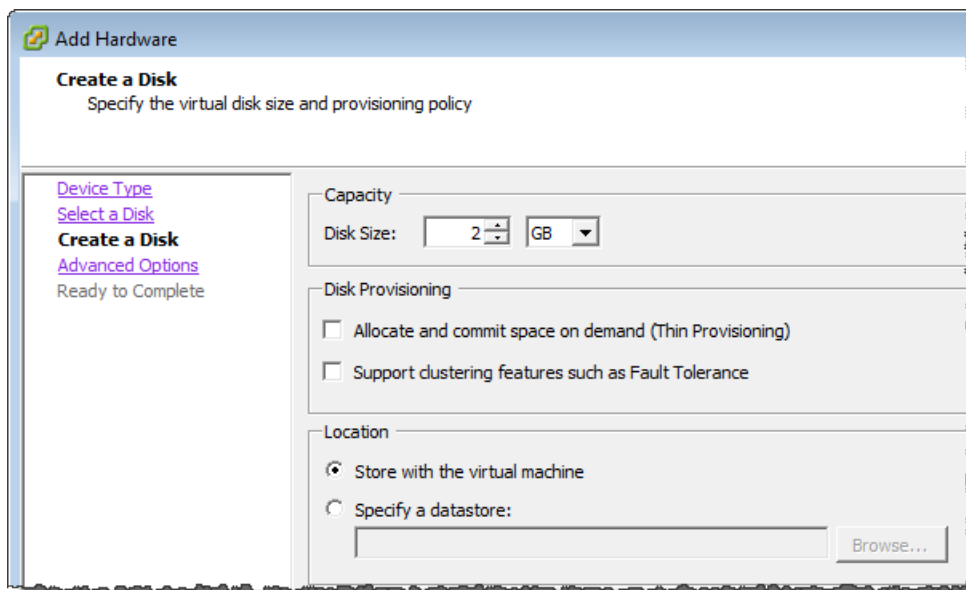 Add Hardware
Create a Disk
Specify the virtual disk size and provisioning policy
Device Type
Select a Disk
Create a Disk
Advanced Options
Ready to Complete
Capacity
Disk Size: 2 GB
Disk Provisioning
Allocate and commit space on demand (Thin Provisioning)
Support clustering features such as Fault Tolerance
Location
Store with the virtual machine
Specify a datastore:
Browse...